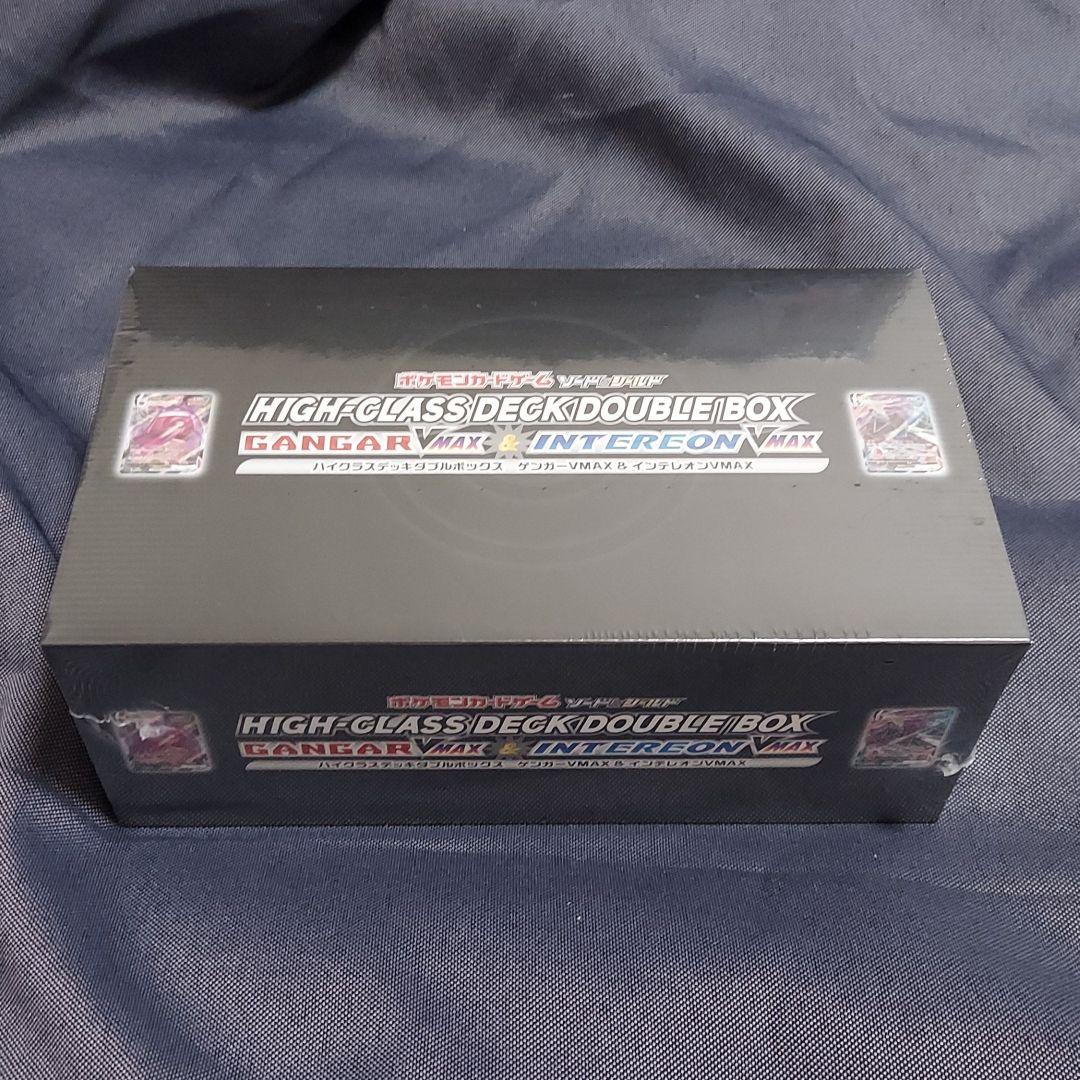 ポケモンカードゲーム ソード&シールド
HIGH-CLASS DECK DOUBLE BOX
GANGAR VMAX & INTEREON VMAX
ハイクラスデッキダブルボックス ゲンガーVMAX & インテレオンVMAX
ポケモンカードゲーム ソード&シールド
HIGH-CLASS DECK DOUBLE BOX
GANGAR VMAX & INTEREON VMAX
ハイクラスデッキダブルボックス ゲンガーVMAX & インテレオンVMAX